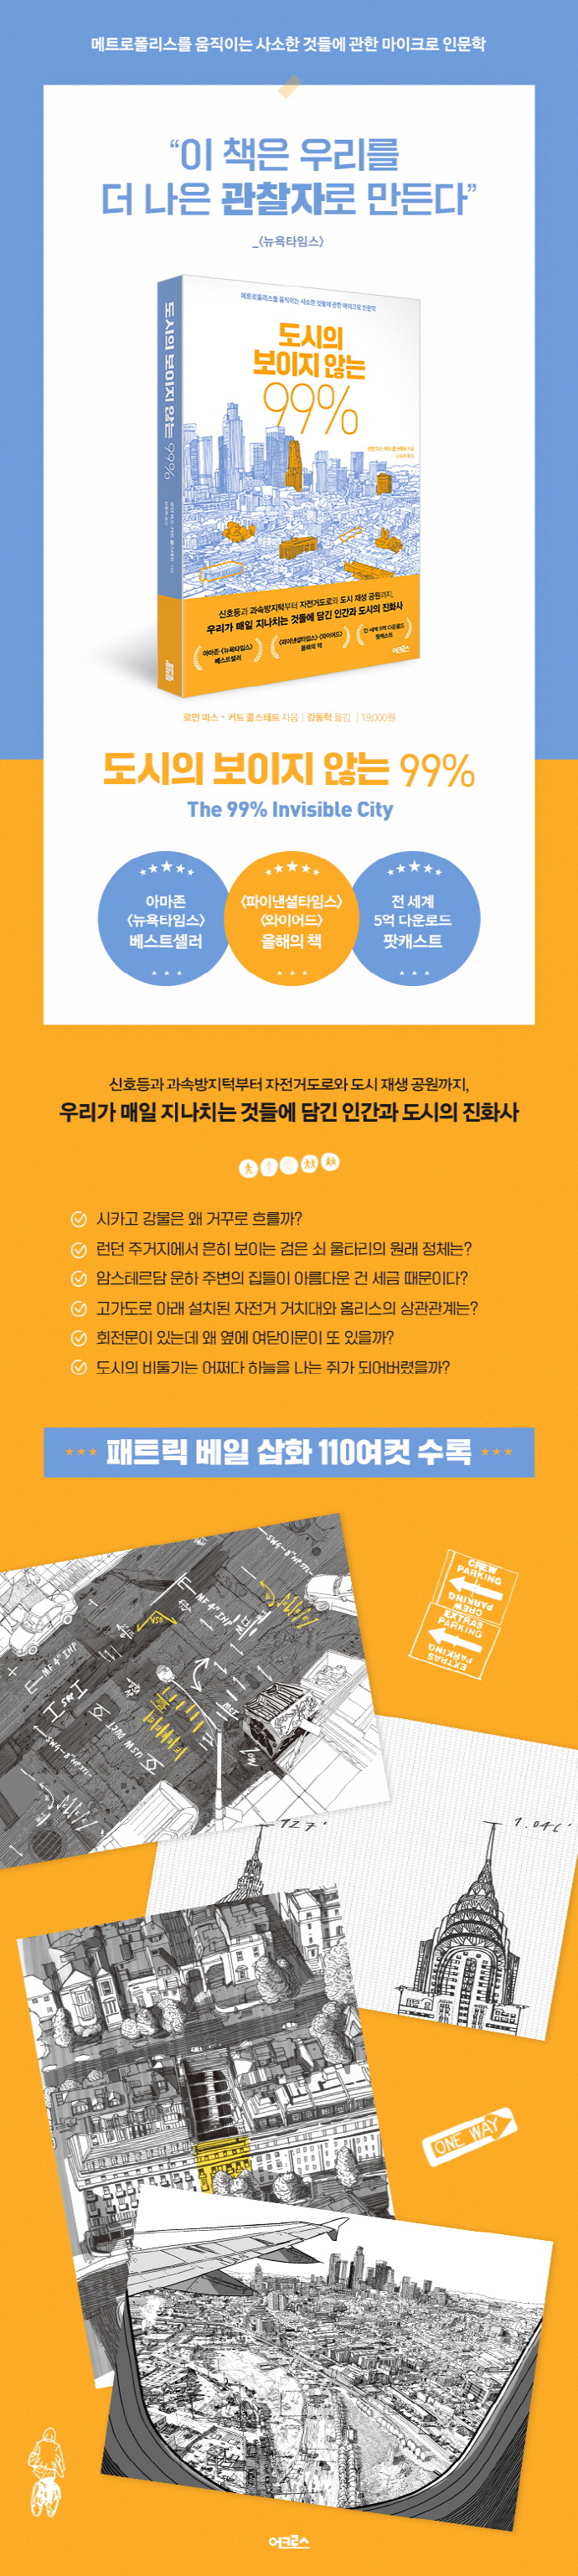 메트로폴리스를 움직이는 사소한 것들에 관한 마이크로 인문학
“이 책은 우리를
더 나은 관찰자로 만든다”
_〈뉴욕타임스〉
메트로폴리스를 움직이는 사소한 것들에 관한 마이크로 인문학
도시의
보이지 않는
99%
도시의 보이지 않는 99%
신호등과 과속방지턱부터 자전거도로와 도시 재생 공원까지,
우리가 매일 지나치는 것들에 담긴 인간과 도시의 진화사
아마존·〈뉴욕타임스〉
베스트셀러
〈파이낸셜타임스〉·〈와이어드〉
올해의 책
전 세계 5억 다운로드
팟캐스트
어크로스
로먼 마스·커트 콜스테트 지음 | 강동혁 옮김 | 19,000원
도시의 보이지 않는 99%
The 99% Invisible City
아마존
〈뉴욕타임스〉
베스트셀러
〈파이낸셜타임스〉
〈와이어드〉
올해의 책
전 세계
5억 다운로드
팟캐스트
신호등과 과속방지턱부터 자전거도로와 도시 재생 공원까지,
우리가 매일 지나치는 것들에 담긴 인간과 도시의 진화사
시카고 강물은 왜 거꾸로 흐를까?
런던 주거지에서 흔히 보이는 검은 쇠 울타리의 원래 정체는?
암스테르담 운하 주변의 집들이 아름다운 건 세금 때문이다?
고가도로 아래 설치된 자전거 거치대와 홈리스의 상관관계는?
회전문이 있는데 왜 옆에 여닫이문이 또 있을까?
도시의 비둘기는 어쩌다 하늘을 나는 쥐가 되어버렸을까?
패트릭 베일 삽화 110여컷 수록
CREW
PARKING
CREW
PARKING
EXTRAS
PARKING
EXTRAS
PARKING
USA
127'
1.046'
ONE WAY
어크로스